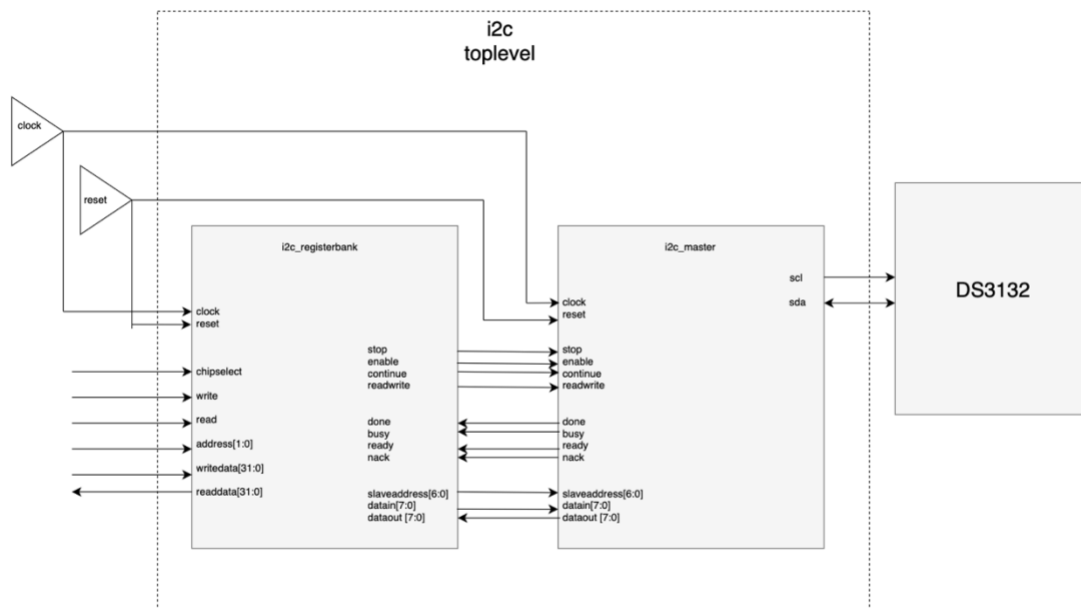 i2c
toplevel
clock
reset
i2c_registerbank
i2c_master
scl
sda
DS3132
clock
reset
clock
reset
stop
enable
continue
readwrite
stop
enable
continue
readwrite
chipselect
write
read
address[1:0]
writedata[31:0]
readdata[31:0]
done
busy
ready
nack
done
busy
ready
nack
slaveaddress[6:0]
datain[7:0]
dataout [7:0]
slaveaddress[6:0]
datain[7:0]
dataout [7:0]